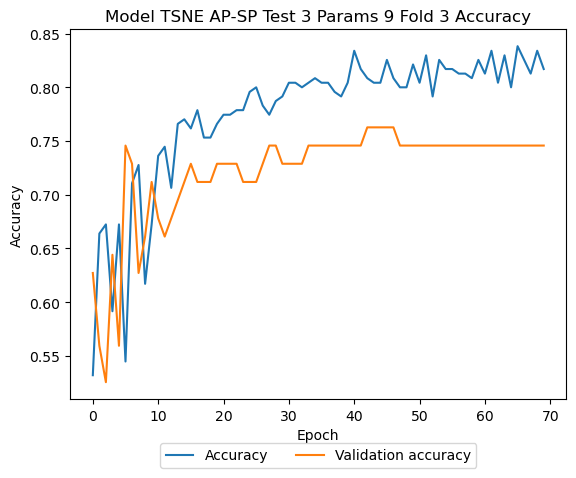 Model TSNE AP-SP Test 3 Params 9 Fold 3 Accuracy
0.85
0.80
0.75
0.70
0.65
0.60
0.55
Accuracy
0 10 20 30 40 50 60 70
Epoch
Accuracy Validation accuracy